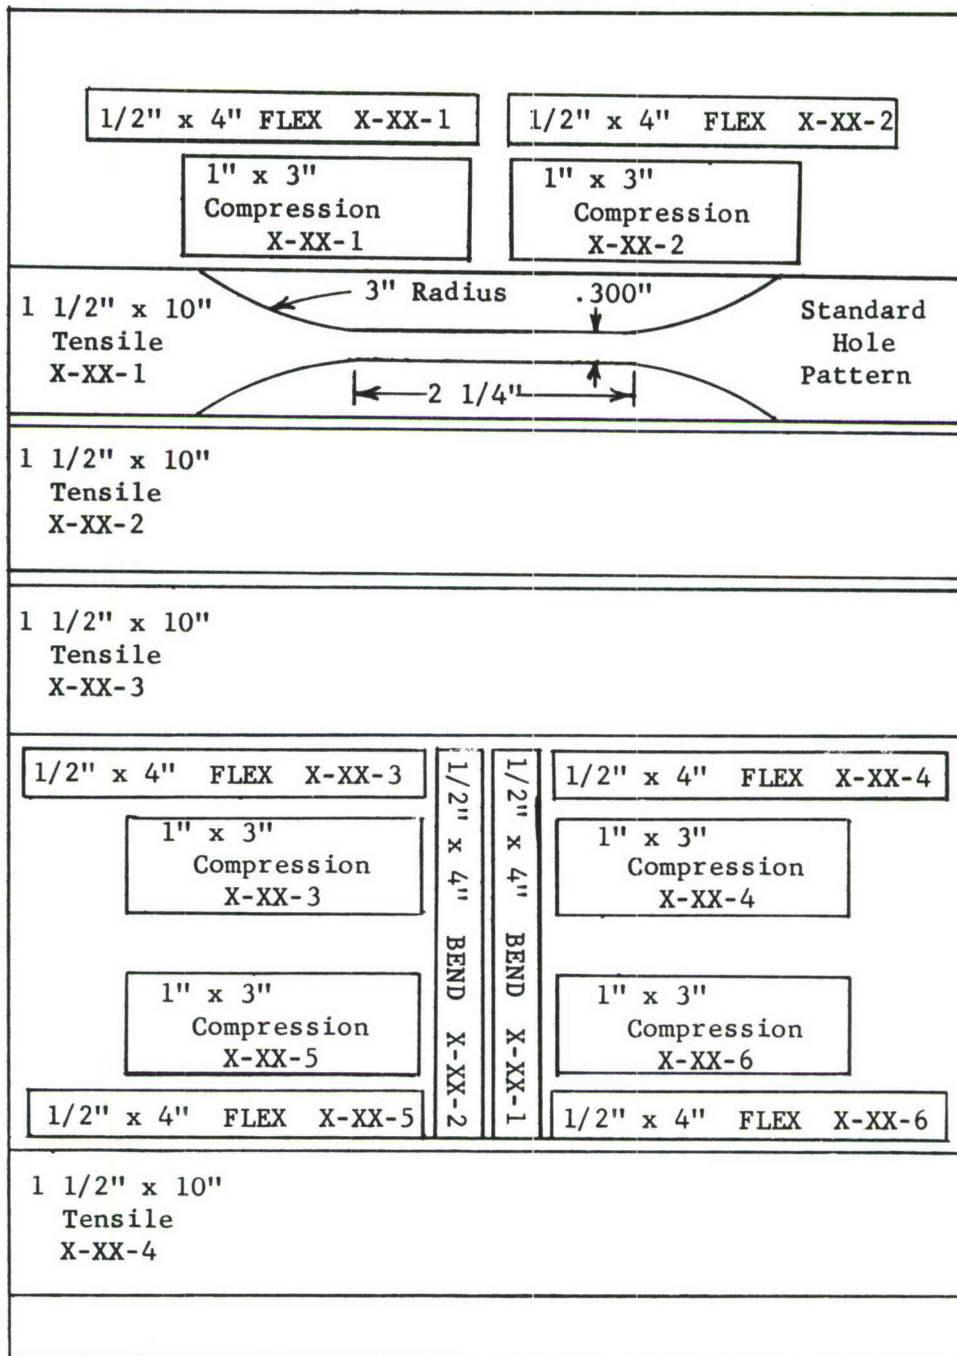 1/2" x 4" FLEX X-XX-1
1/2" x 4" FLEX X-XX-2
1" x 3"
Compression
X-XX-1
1" x 3"
Compression
X-XX-2
1 1/2" x 10"
Tensile
X-XX-1
3" Radius
.300"
2 1/4"
Standard
Hole
Pattern
1 1/2" x 10"
Tensile
X-XX-2
1 1/2" x 10"
Tensile
X-XX-3
1/2" x 4" FLEX X-XX-3
1/2" x 4" BEND X-XX-2
1/2" x 4" BEND X-XX-1
1/2" x 4" FLEX X-XX-4
1" x 3"
Compression
X-XX-3
1" x 3"
Compression
X-XX-4
1" x 3"
Compression
X-XX-5
1" x 3"
Compression
X-XX-6
1/2" x 4" FLEX X-XX-5
1/2" x 4" FLEX X-XX-6
1 1/2" x 10"
Tensile
X-XX-4